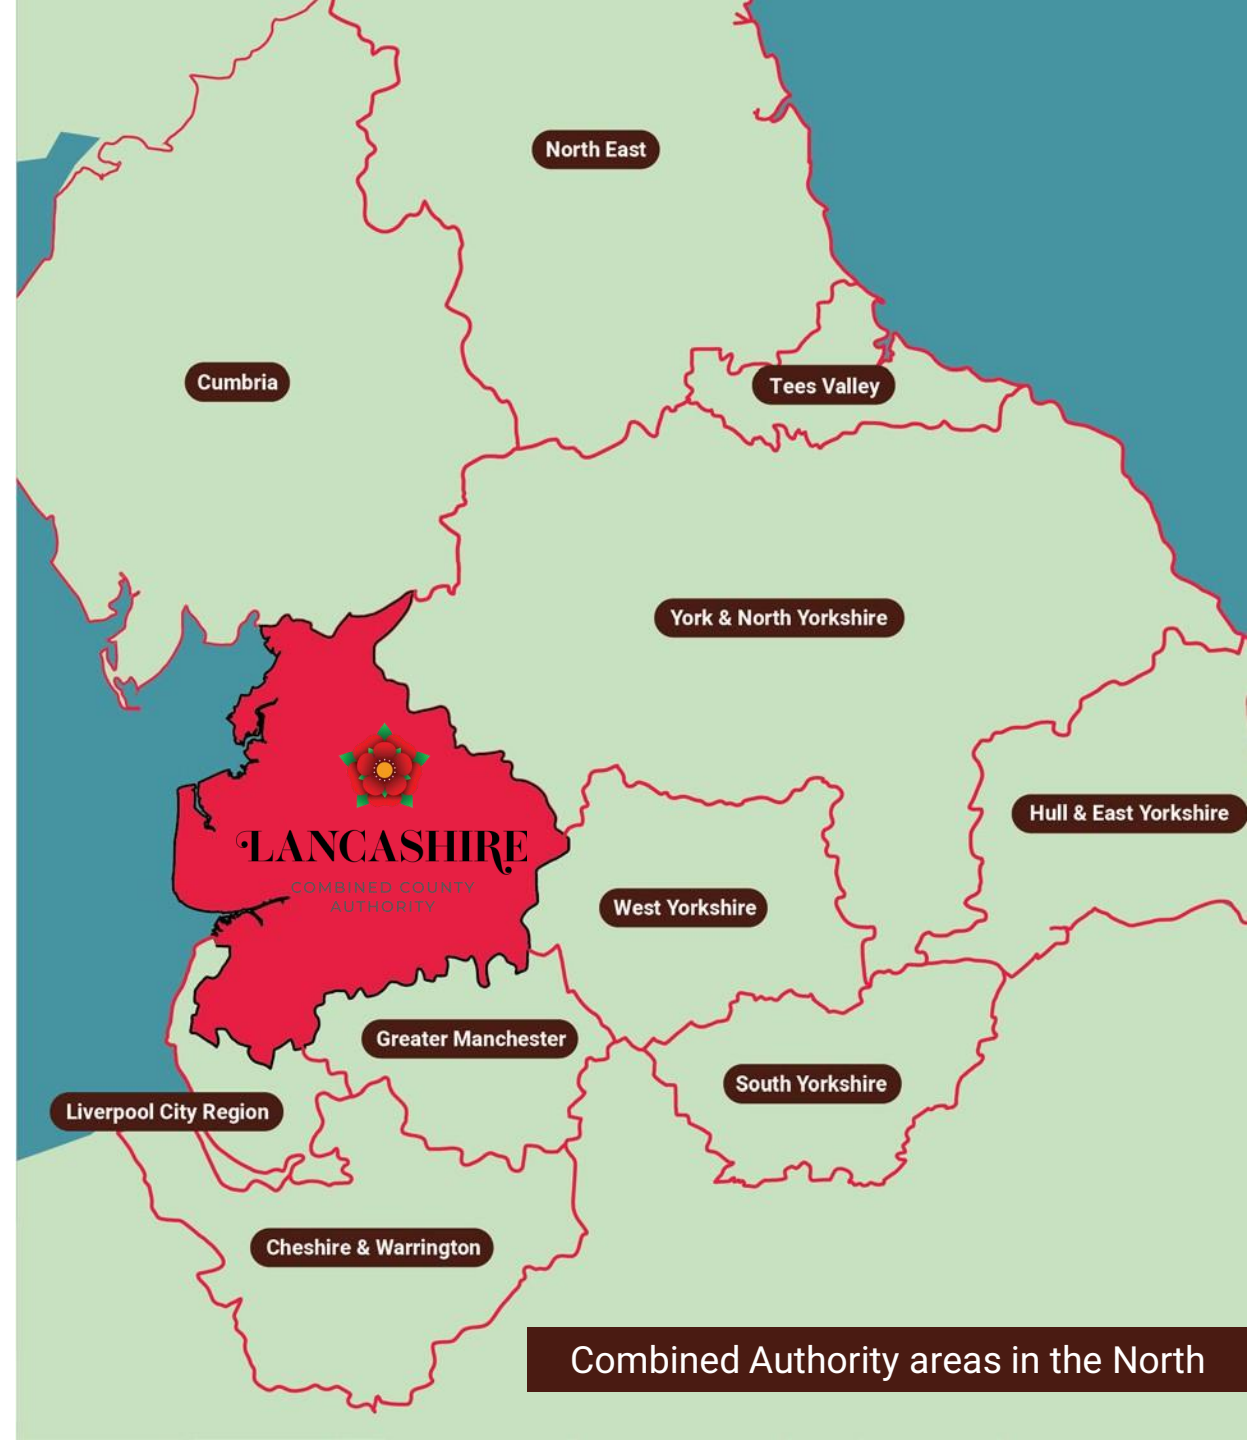 North East
Cumbria
Tees Valley
York & North Yorkshire
Hull & East Yorkshire
LANCASHIRE
COMBINED COUNTY
AUTHORITY
West Yorkshire
Greater Manchester
South Yorkshire
Liverpool City Region
Cheshire & Warrington
Combined Authority areas in the North